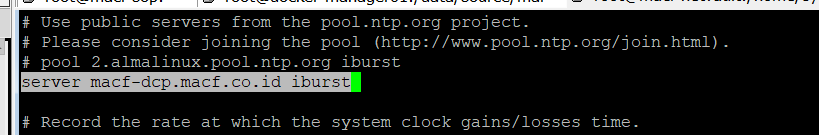 # Use public servers from the pool.ntp.org project.
# Please consider joining the pool (http://www.pool.ntp.org/join.html).
# pool 2.almalinux.pool.ntp.org iburst
server macf-dcp.macf.co.id iburst
# Record the rate at which the system clock gains/losses time.